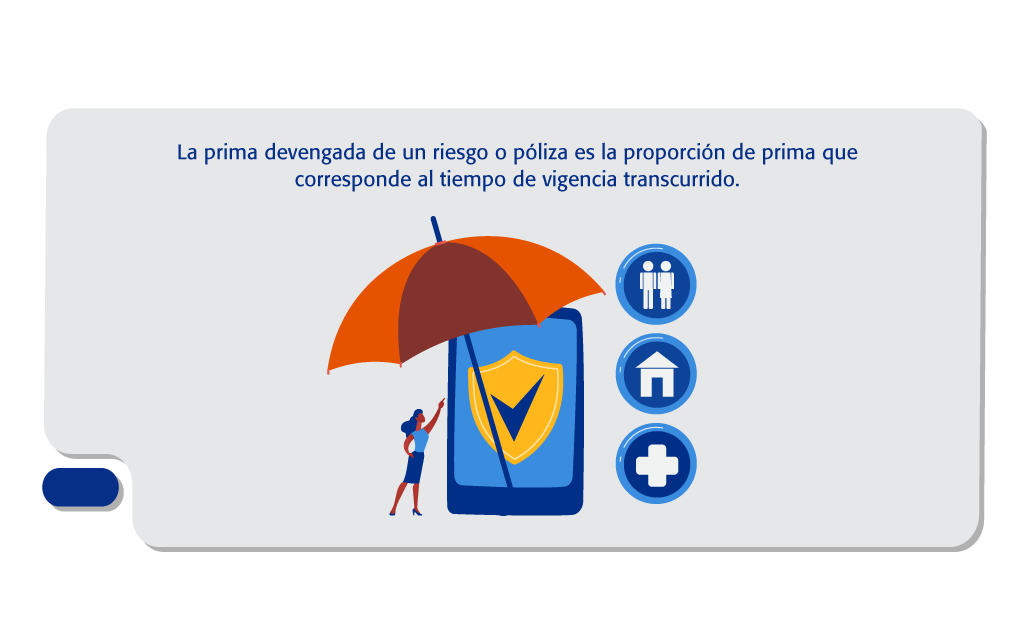 La prima devengada de un riesgo o póliza es la proporción de prima que
corresponde al tiempo de vigencia transcurrido.